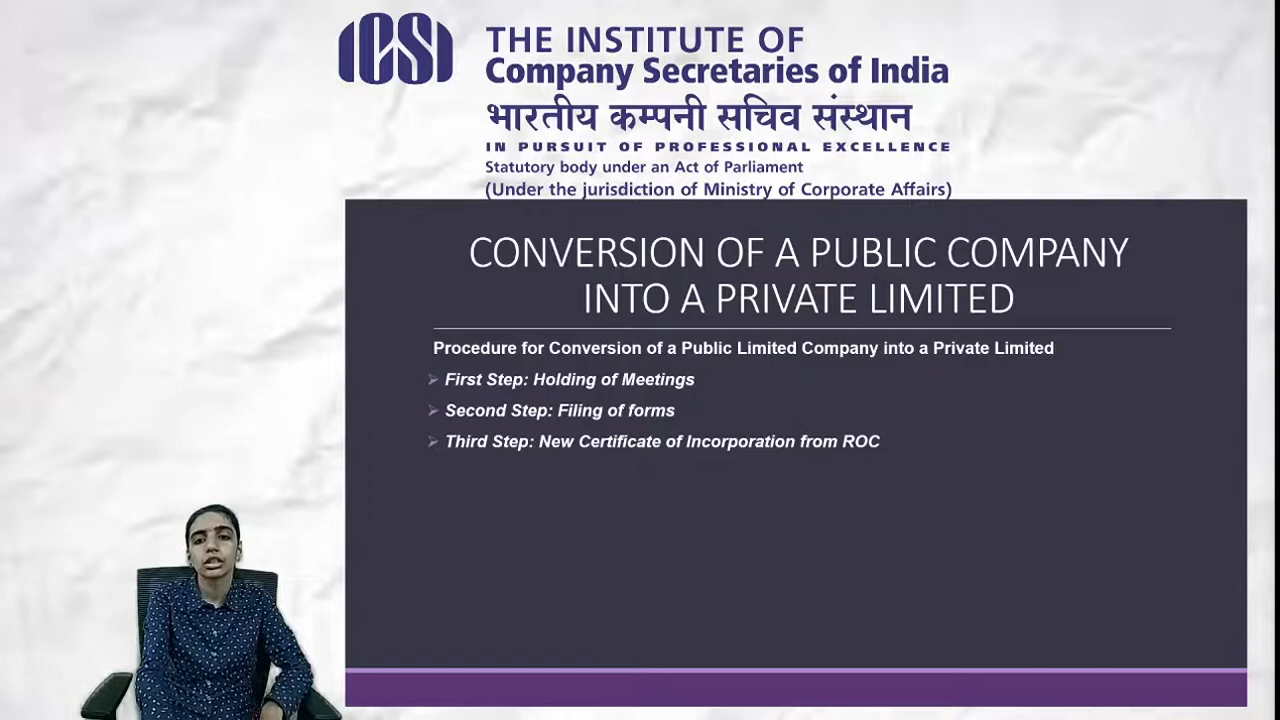 ICSI
THE INSTITUTE OF
Company Secretaries of India
भारतीय कम्पनी सचिव संस्थान
IN PURSUIT OF PROFESSIONAL EXCELLENCE
Statutory body under an Act of Parliament
(Under the jurisdiction of Ministry of Corporate Affairs)
CONVERSION OF A PUBLIC COMPANY
INTO A PRIVATE LIMITED
Procedure for Conversion of a Public Limited Company into a Private Limited
First Step: Holding of Meetings
Second Step: Filing of forms
Third Step: New Certificate of Incorporation from ROC